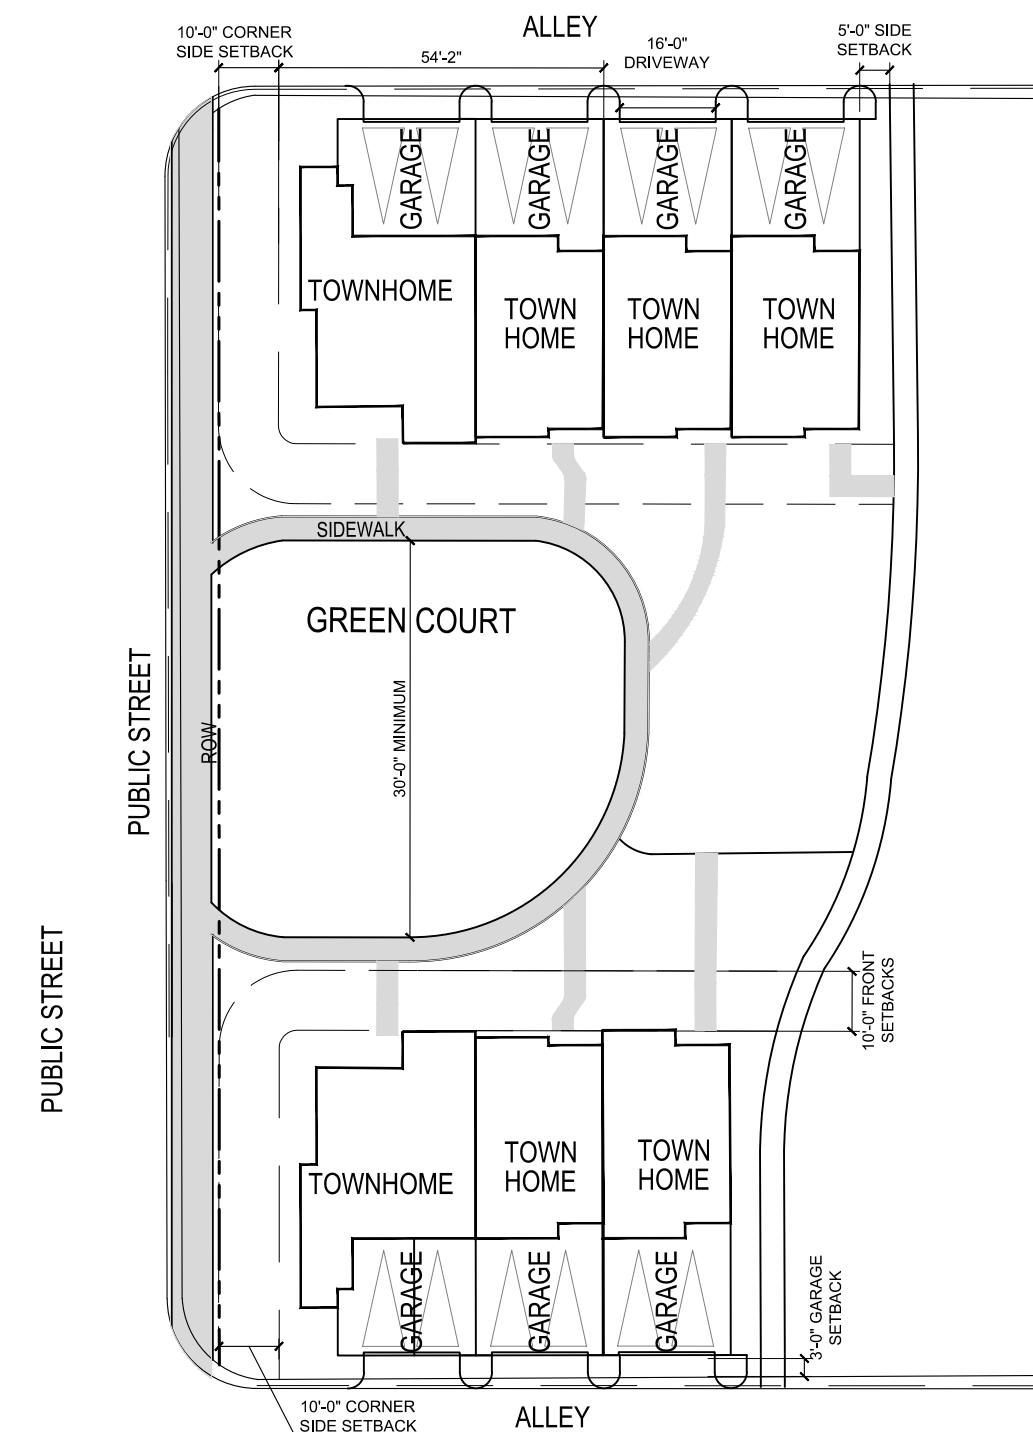 ALLEY
10'-0" CORNER
SIDE SETBACK
54'-2"
16'-0"
DRIVEWAY
5'-0" SIDE
SETBACK
GARAGE
GARAGE
GARAGE
GARAGE
TOWNHOME
TOWN
HOME
TOWN
HOME
TOWN
HOME
SIDEWALK
GREEN COURT
30'-0" MINIMUM
ROW
PUBLIC STREET
PUBLIC STREET
10'-0" FRONT
SETBACKS
TOWNHOME
TOWN
HOME
TOWN
HOME
GARAGE
GARAGE
GARAGE
3'-0" GARAGE
SETBACK
10'-0" CORNER
SIDE SETBACK
ALLEY